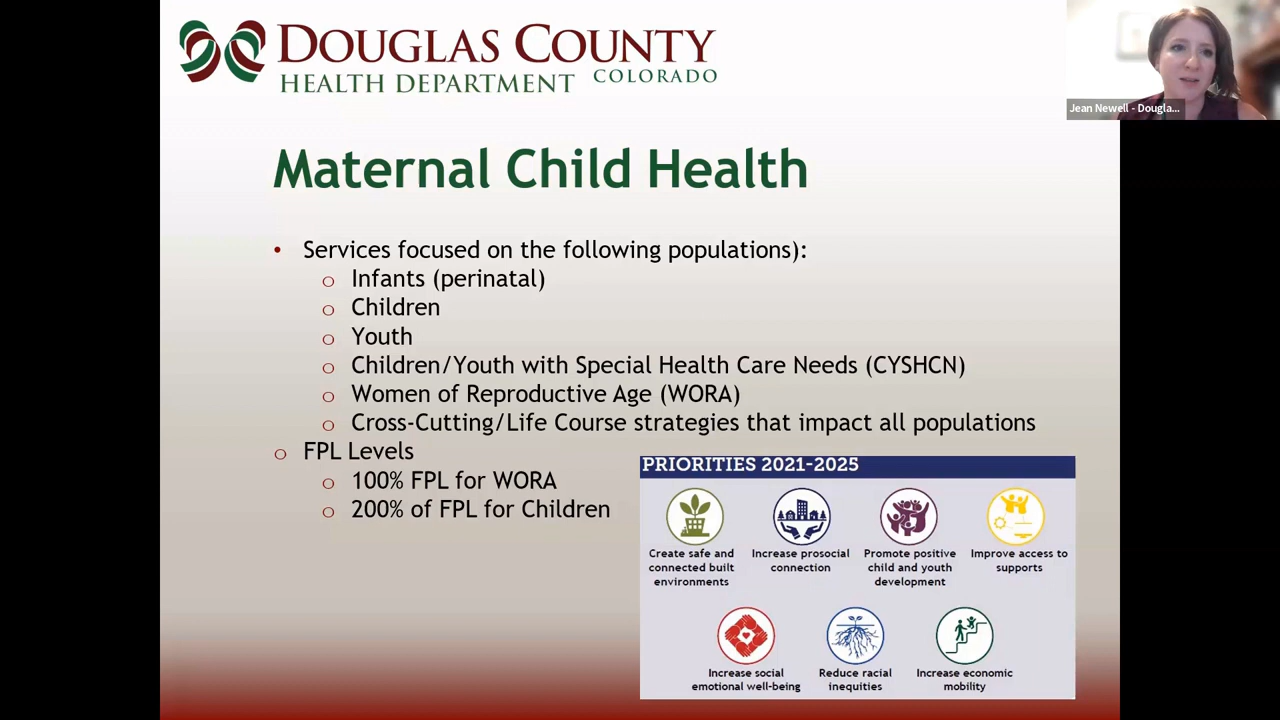 DOUGLAS COUNTY
HEALTH DEPARTMENT COLORADO
Jean Newell - Dougla...
Maternal Child Health
• Services focused on the following populations):
o Infants (perinatal)
o Children
o Youth
o Children/Youth with Special Health Care Needs (CYSHCN)
o Women of Reproductive Age (WORA)
o Cross-Cutting/Life Course strategies that impact all populations
o FPL Levels
o 100% FPL for WORA
o 200% of FPL for Children
PRIORITIES 2021-2025
Create safe and
connected built
environments
Increase prosocial
connection
Promote positive
child and youth
development
Improve access to
supports
Increase social
emotional well-being
Reduce racial
inequities
Increase economic
mobility